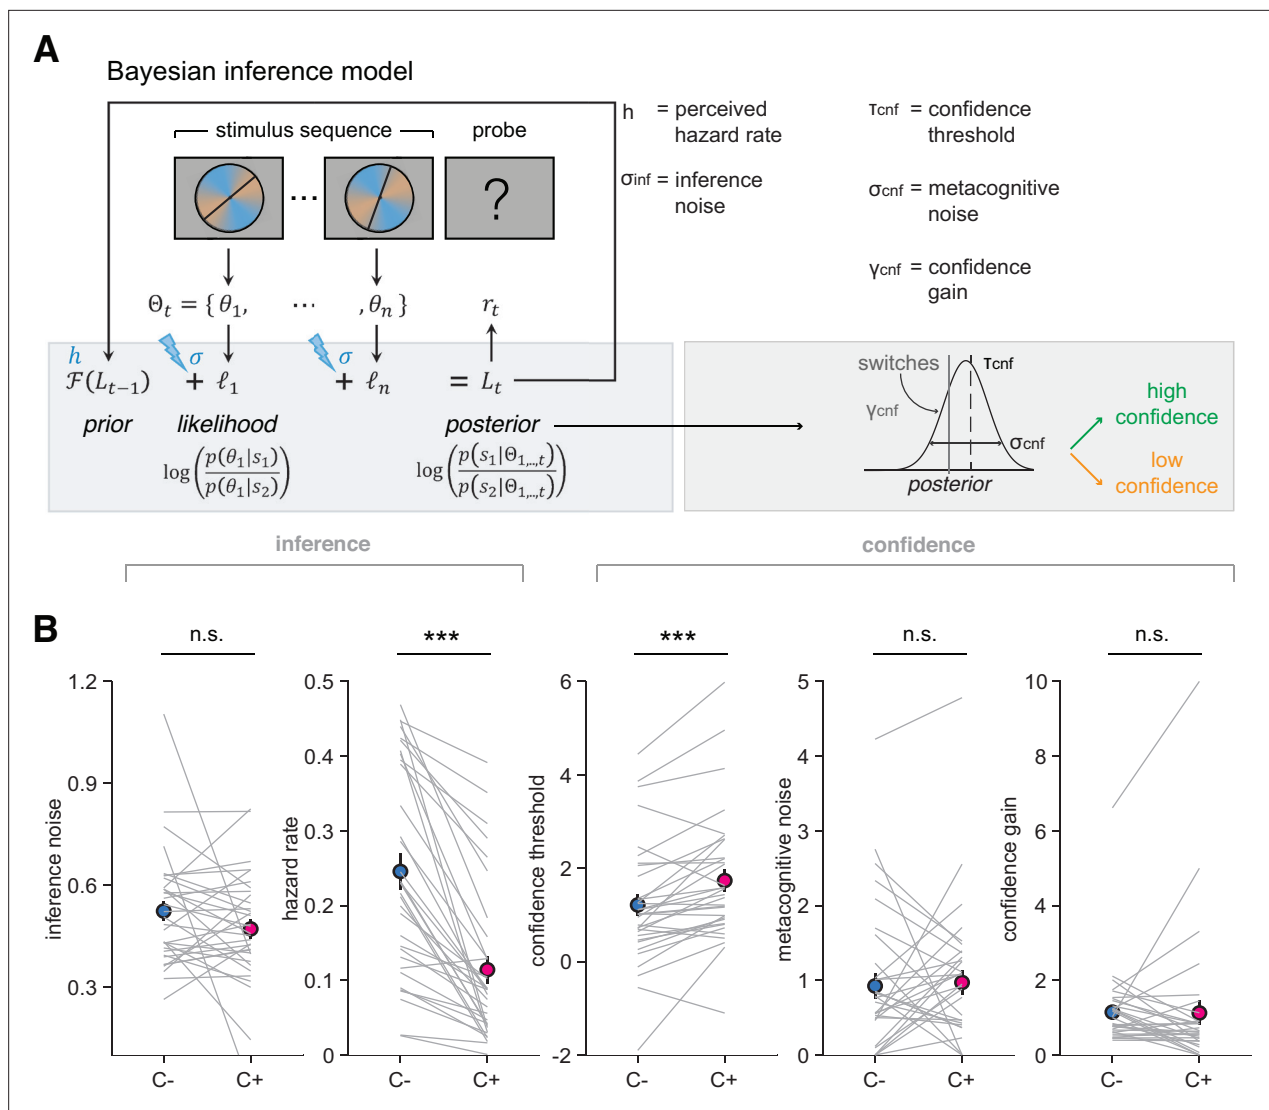 A
Bayesian inference model
stimulus sequence
probe
...
?
h = perceived
hazard rate
σinf = inference
noise
τcnf = confidence
threshold
σcnf = metacognitive
noise
γcnf = confidence
gain
Θt = { θ1, ... , θn }
rt
h σ σ
ℱ(Lt−1) + ℓ1 + ℓn = Lt
prior likelihood posterior
log(p(θ1|s1)/p(θ1|s2))
log(p(s1|Θ1,..,t)/p(s2|Θ1,..,t))
switches
τcnf
γcnf
σcnf
posterior
high
confidence
low
confidence
inference
confidence
B
n.s.
***
***
n.s.
n.s.
inference noise
1.2
0.9
0.6
0.3
C- C+
hazard rate
0.5
0.4
0.3
0.2
0.1
0
C- C+
confidence threshold
6
4
2
0
-2
C- C+
metacognitive noise
5
4
3
2
1
0
C- C+
confidence gain
10
8
6
4
2
0
C- C+